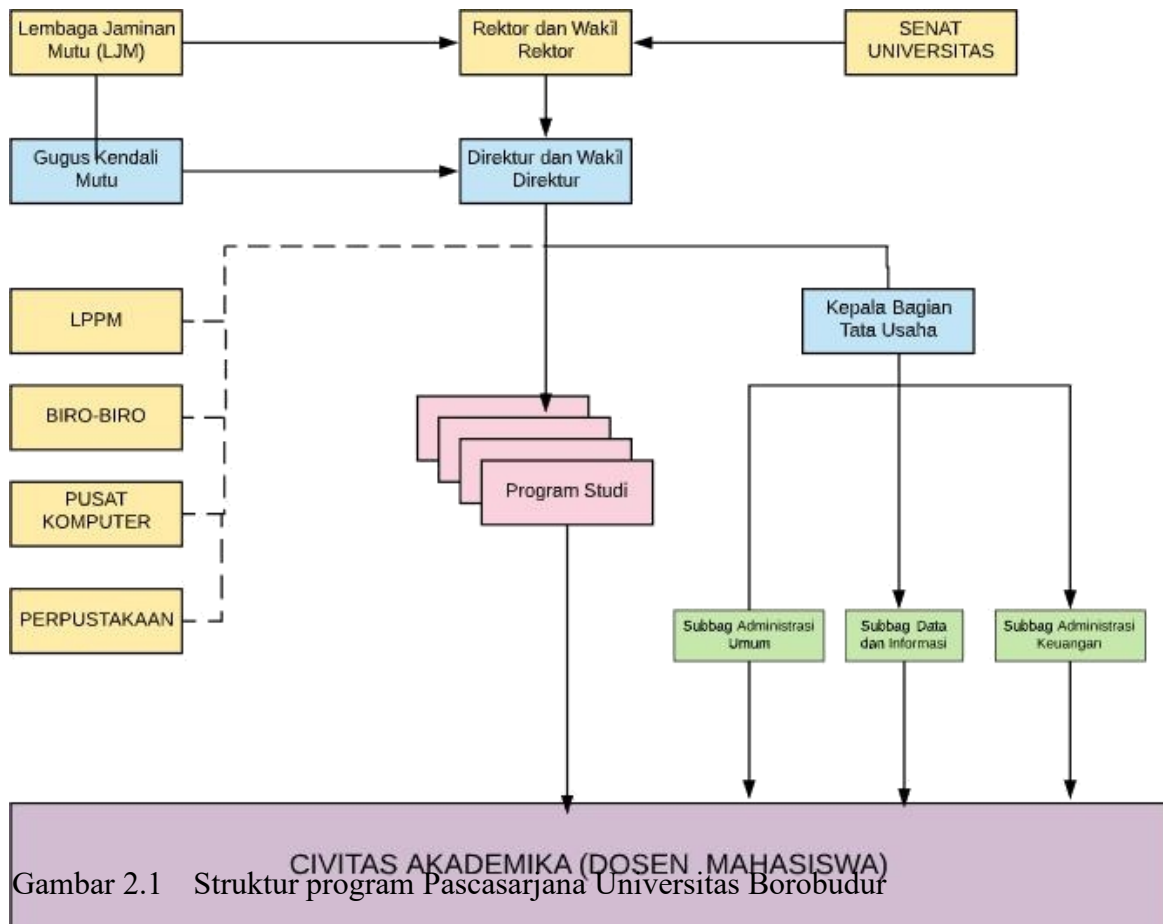 Lembaga Jaminan
Mutu (LJM)
Rektor dan Wakil
Rektor
SENAT
UNIVERSITAS
Gugus Kendali
Mutu
Direktur dan Wakil
Direktur
LPPM
Kepala Bagian
Tata Usaha
BIRO-BIRO
PUSAT
KOMPUTER
Program Studi
PERPUSTAKAAN
Subbag Administrasi
Umum
Subbag Data
dan Informasi
Subbag Administrasi
Keuangan
CIVITAS AKADEMIKA (DOSEN MAHASISWA)
Gambar 2.1 Struktur program Pascasarjana Universitas Borobudur